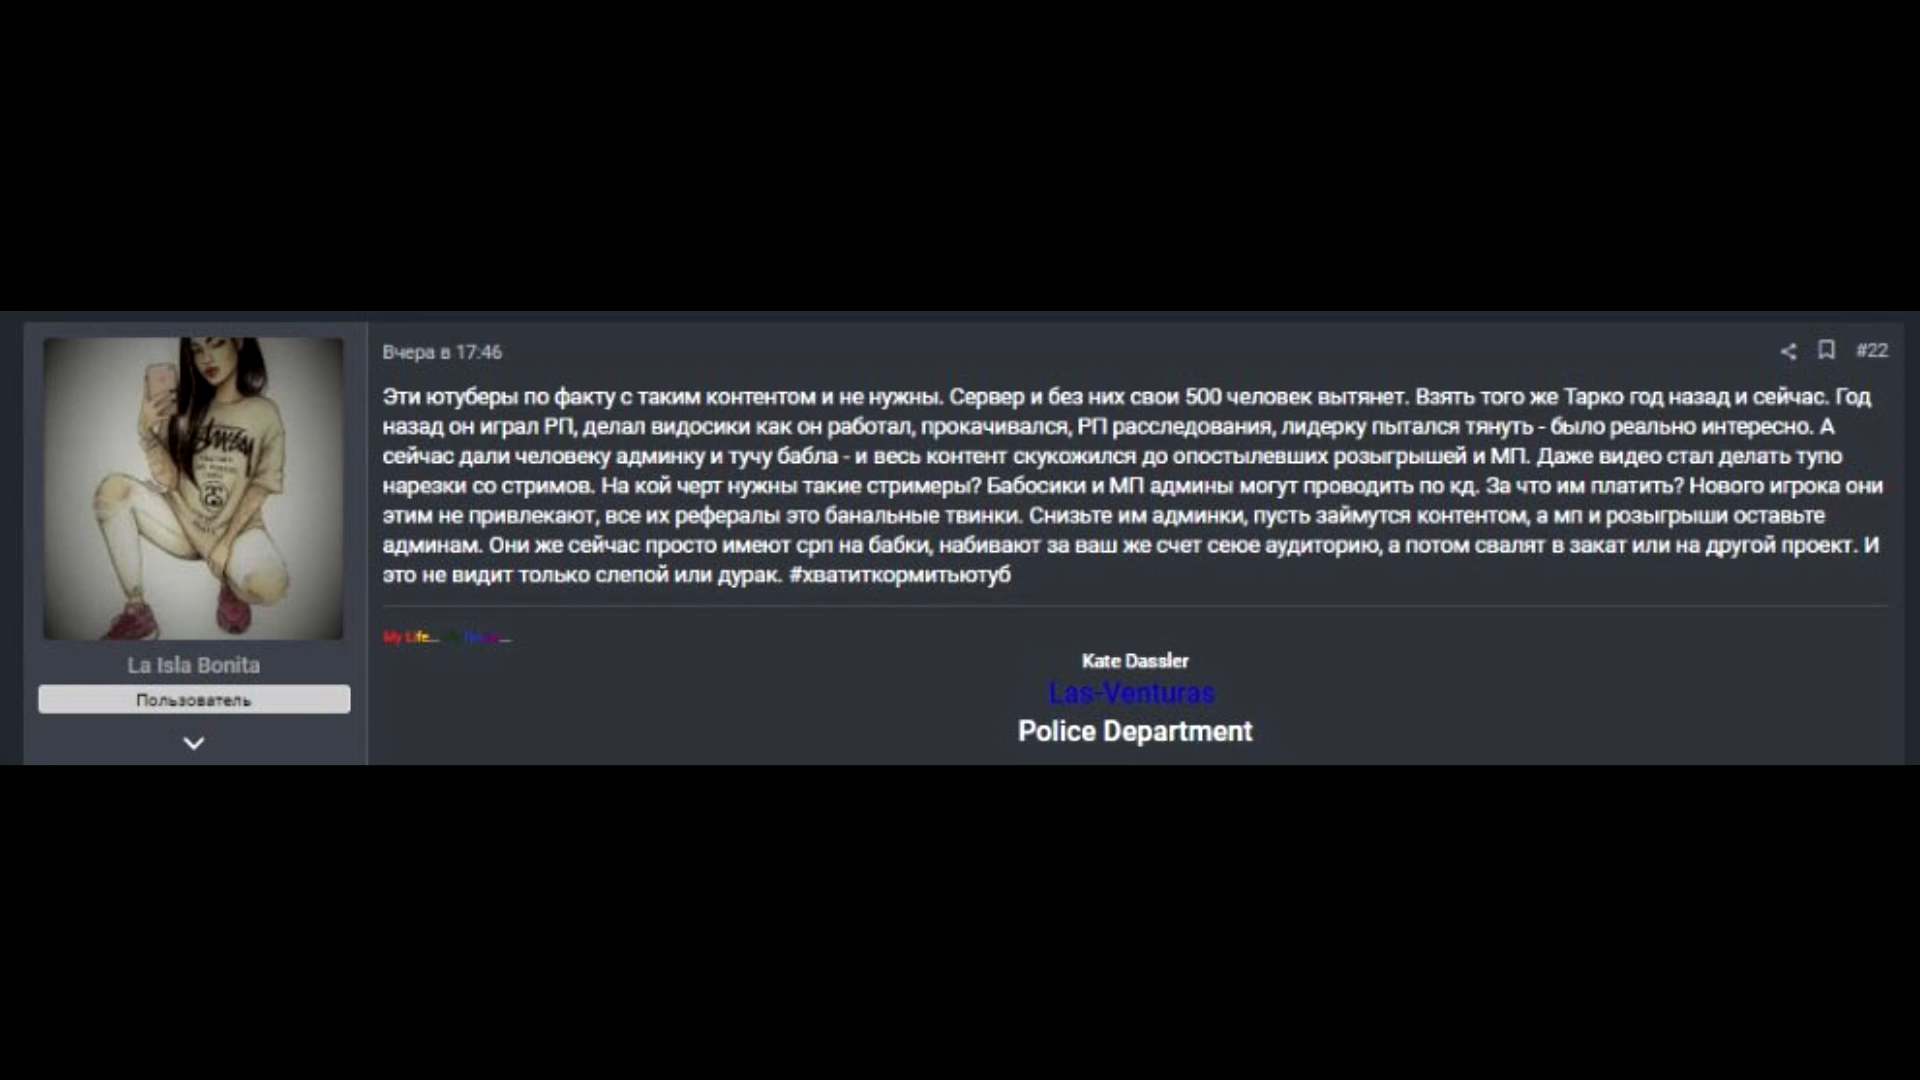 Вчера в 17:46
#22
Эти ютуберы по факту с таким контентом и не нужны. Сервер и без них свои 500 человек вытянет. Взять того же Тарко год назад и сейчас. Год
назад он играл РП, делал видосики как он работал, прокачивался, РП расследования, лидерку пытался тянуть - было реально интересно. А
сейчас дали человеку админку и тучу бабла - и весь контент скукожился до опостылевших розыгрышей и МП. Даже видео стал делать тупо
нарезки со стримов. На кой черт нужны такие стримеры? Бабосики и МП админы могут проводить по кд. За что им платить? Нового игрока они
этим не привлекают, все их рефералы это банальные твинки. Снизьте им админки, пусть займутся контентом, а мп и розыгрыши оставьте
админам. Они же сейчас просто имеют срп на бабки, набивают за ваш же счет сеюе аудиторию, а потом свалят в закат или на другой проект. И
это не видит только слепой или дурак. #хватиткормитьютуб
My Life...
Kate Dassler
Las-Venturas
Police Department
La Isla Bonita
Пользователь